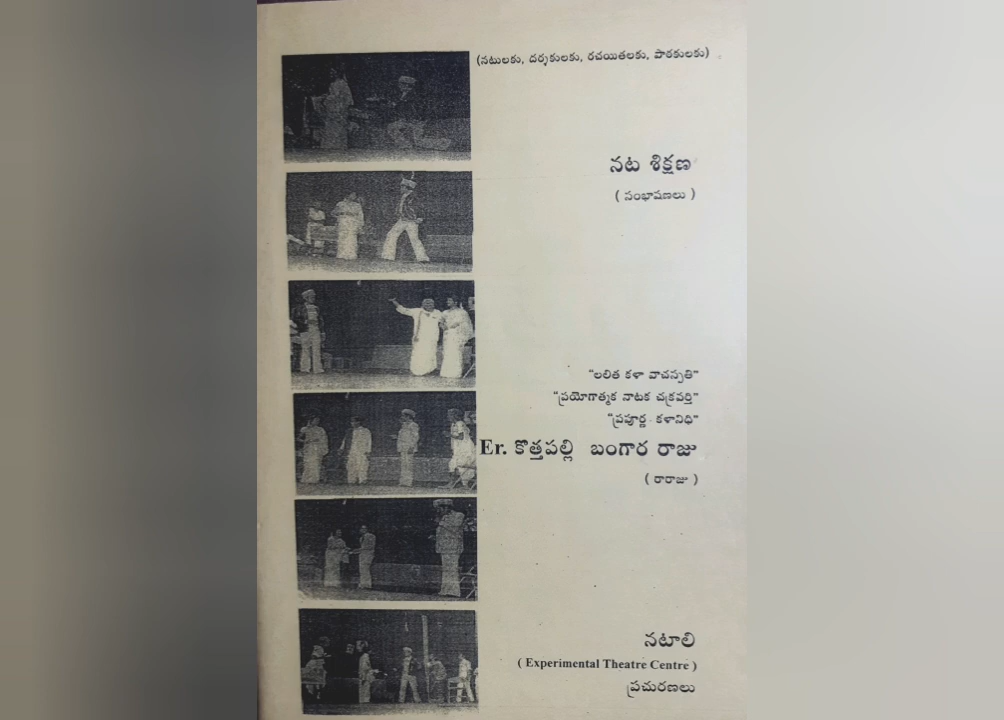 (నటులకు, దర్శకులకు, రచయితలకు, పాఠకులకు)
నట శిక్షణ
( సంభాషణలు )
“లలిత కళా వాచస్పతి”
“ప్రయోగాత్మక నాటక చక్రవర్తి”
“ప్రపూర్ణ కళానిధి”
Er. కొత్తపల్లి బంగార రాజు
( రారాజు )
నటాలి
( Experimental Theatre Centre )
ప్రచురణలు